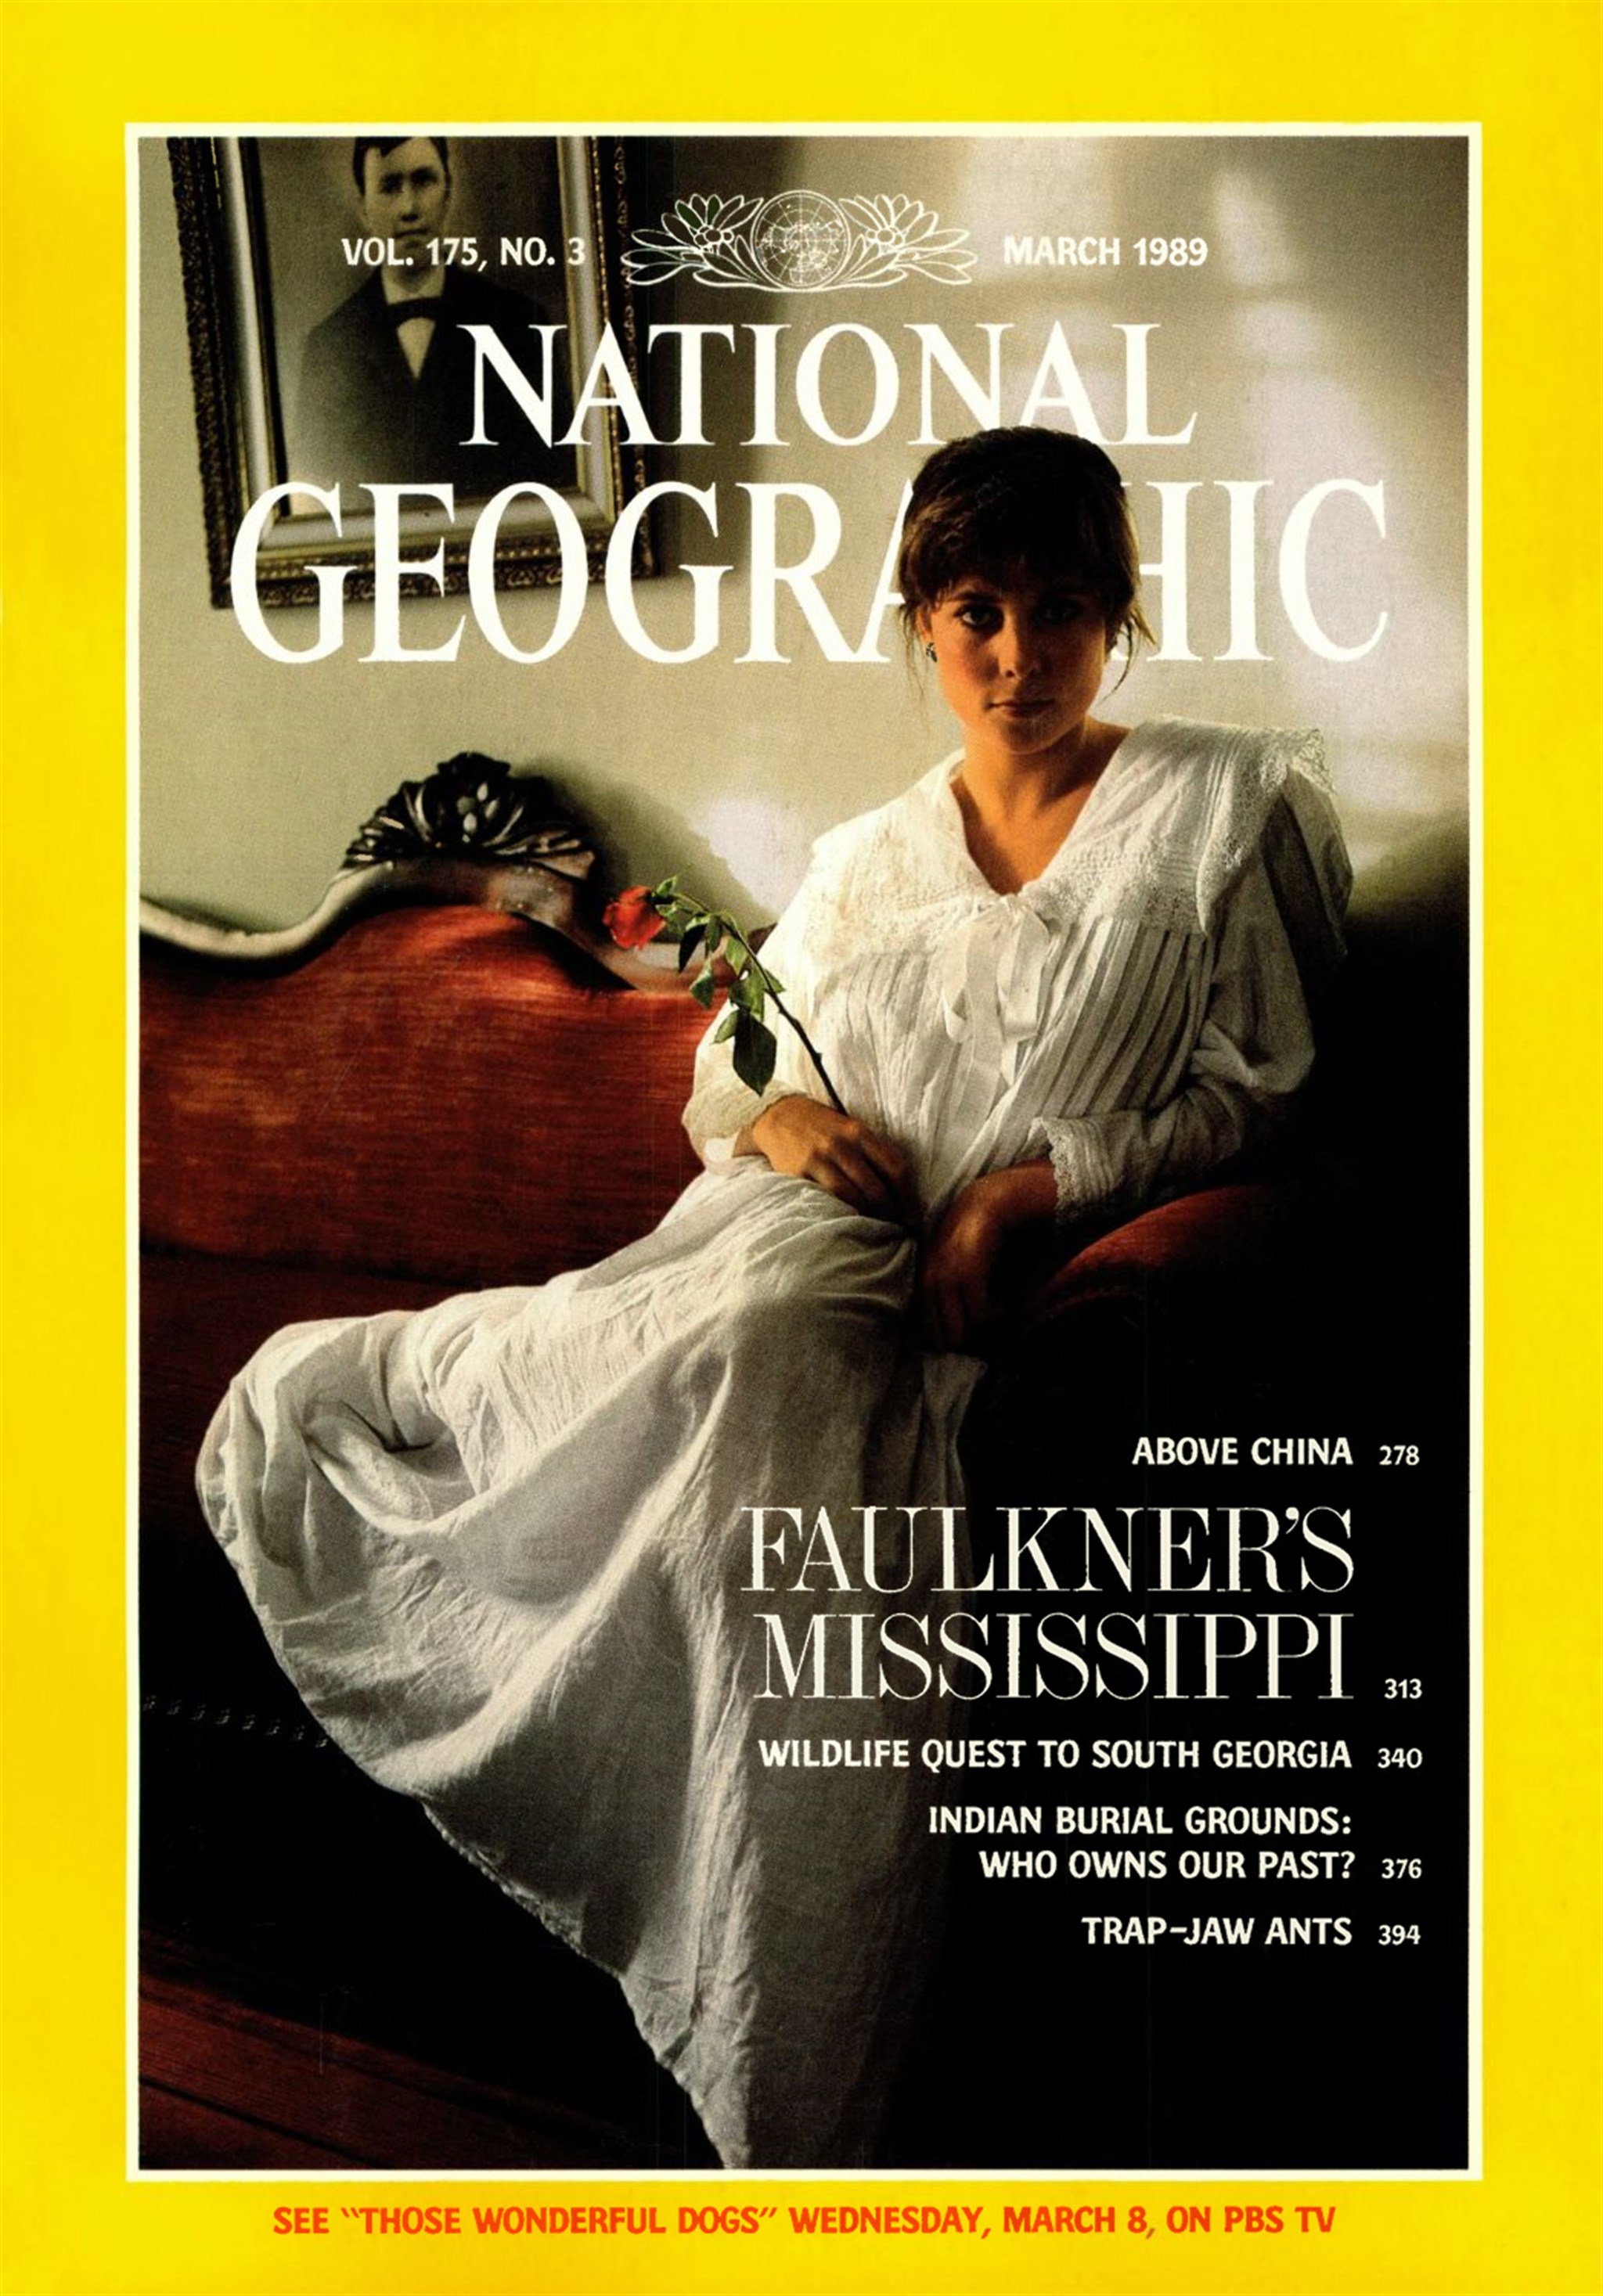 VOL. 175, NO. 3
MARCH 1989
NATIONAL
GEOGRAPHIC
ABOVE CHINA 278
FAULKNER'S
MISSISSIPPI 313
WILDLIFE QUEST TO SOUTH GEORGIA 340
INDIAN BURIAL GROUNDS:
WHO OWNS OUR PAST? 376
TRAP-JAW ANTS 394
SEE "THOSE WONDERFUL DOGS" WEDNESDAY, MARCH 8, ON PBS TV